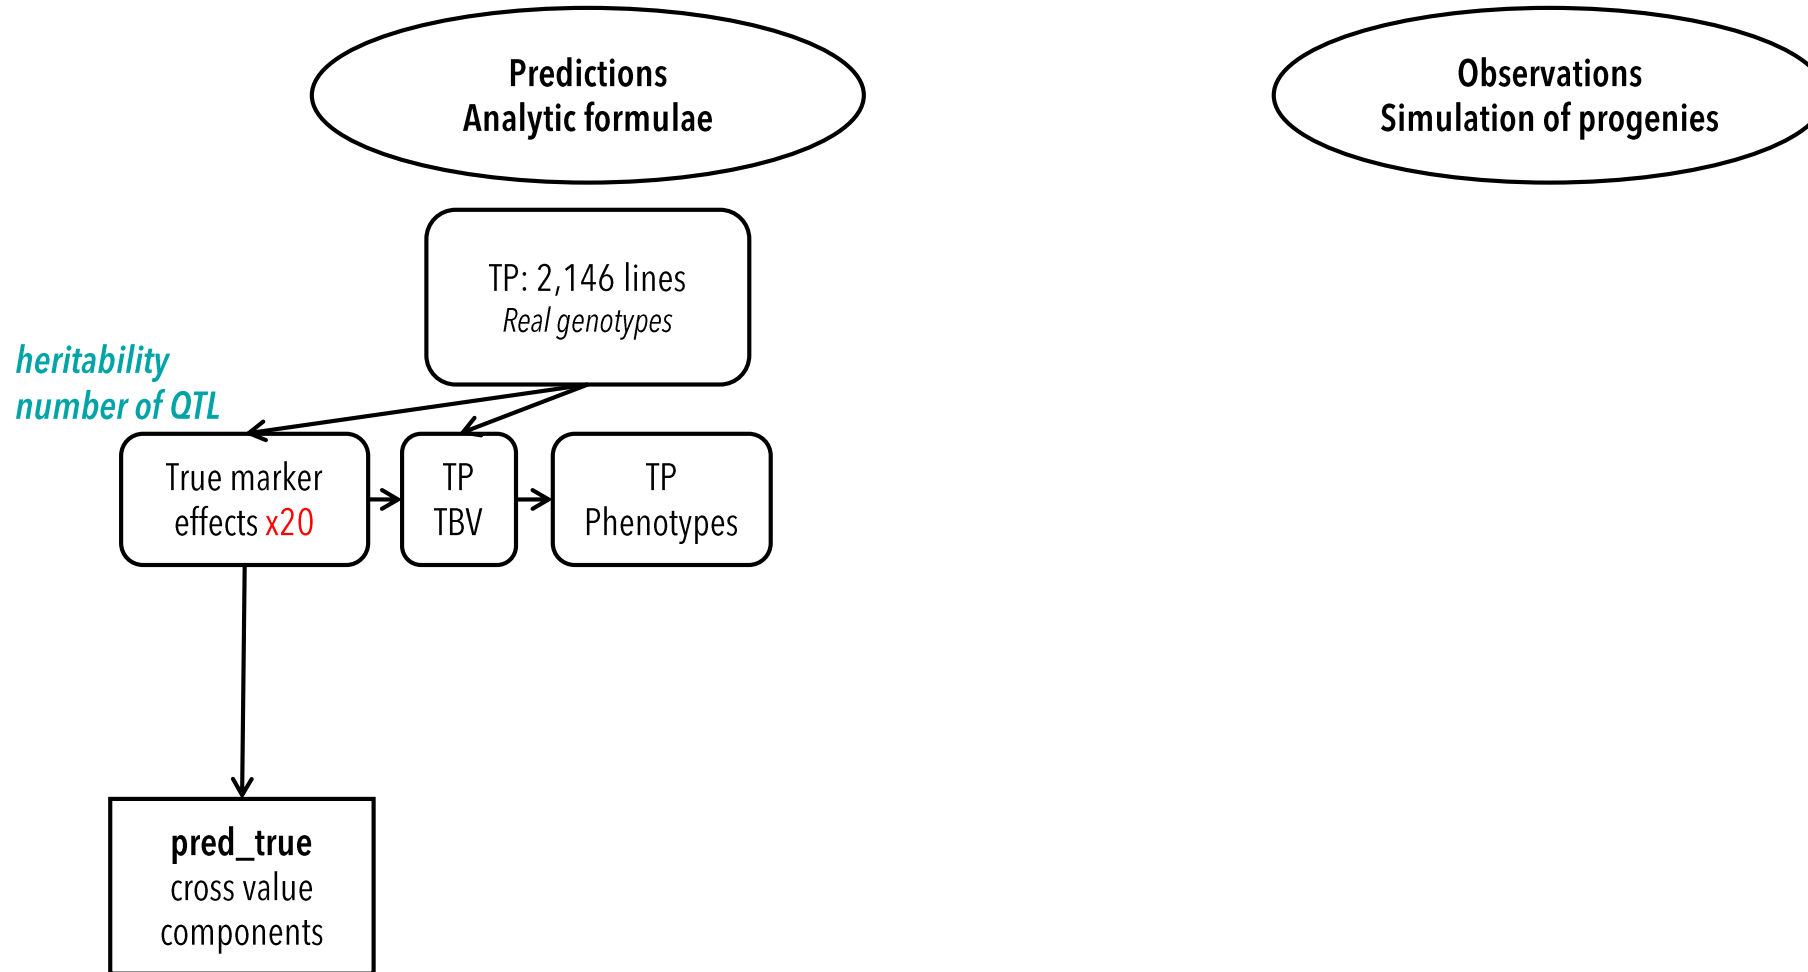 Predictions
Analytic formulae
Observations
Simulation of progenies
TP: 2,146 lines
Real genotypes
heritability
number of QTL
True marker
effects x20
TP
TBV
TP
Phenotypes
pred_true
cross value
components